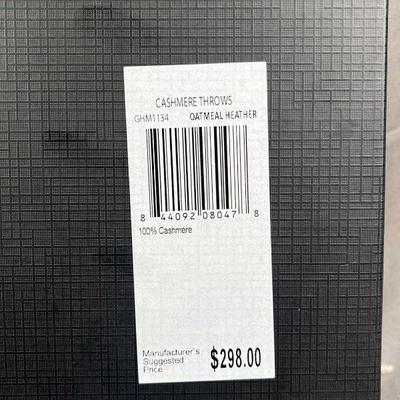 CASHMERE THROWS
GHM1134 OATMEAL HEATHER
8 44092 08047 8
100% Cashmere
Manufacturer's
Suggested
Price $298.00